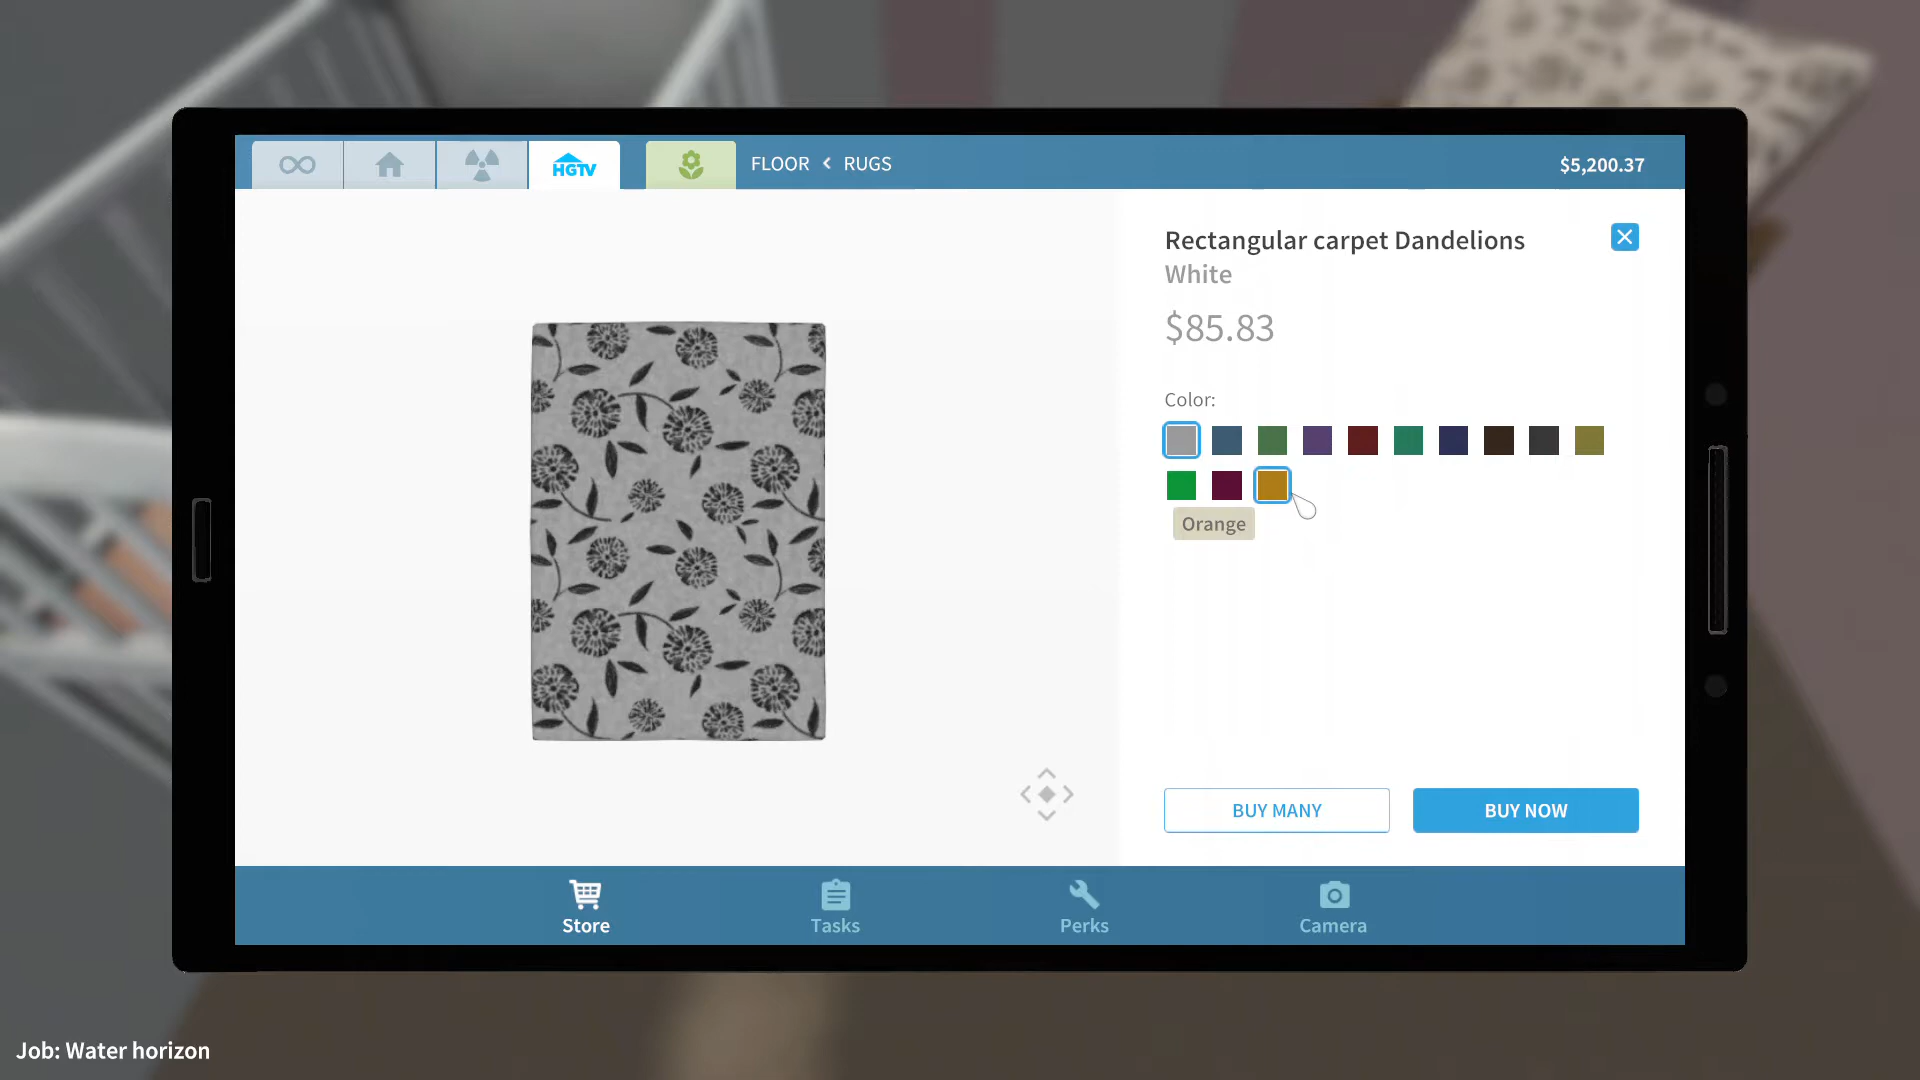 HGTV
FLOOR < RUGS
$5,200.37
Rectangular carpet Dandelions
White
$85.83
Color:
Orange
BUY MANY
BUY NOW
Store
Tasks
Perks
Camera
Job: Water horizon